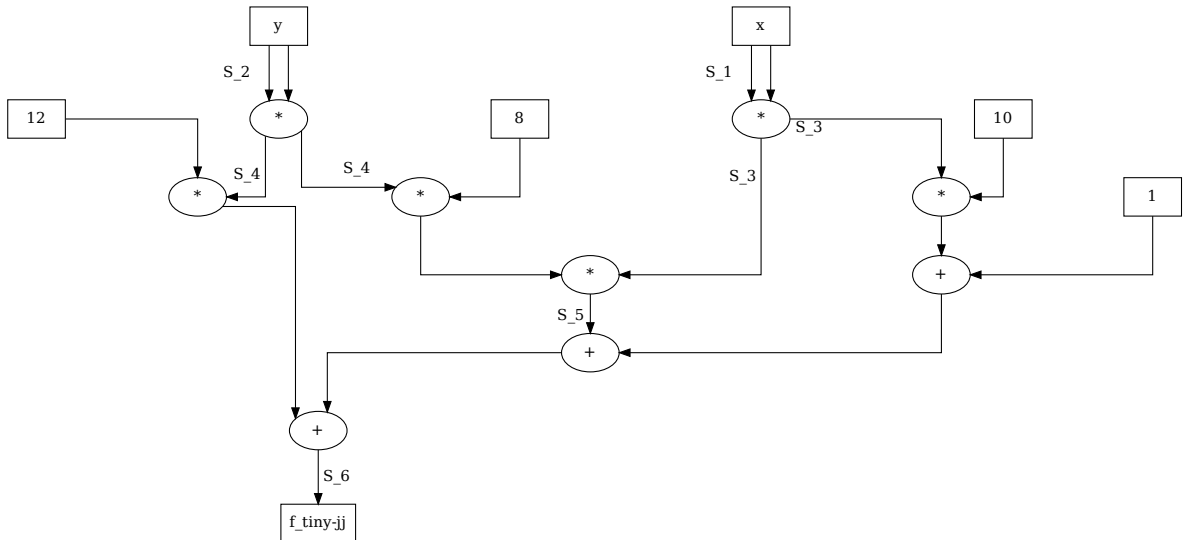 y
x
S_2
S_1
12
*
8
*
10
S_3
S_4
S_4
S_3
*
*
*
1
*
+
S_5
+
+
S_6
f_tiny-jj